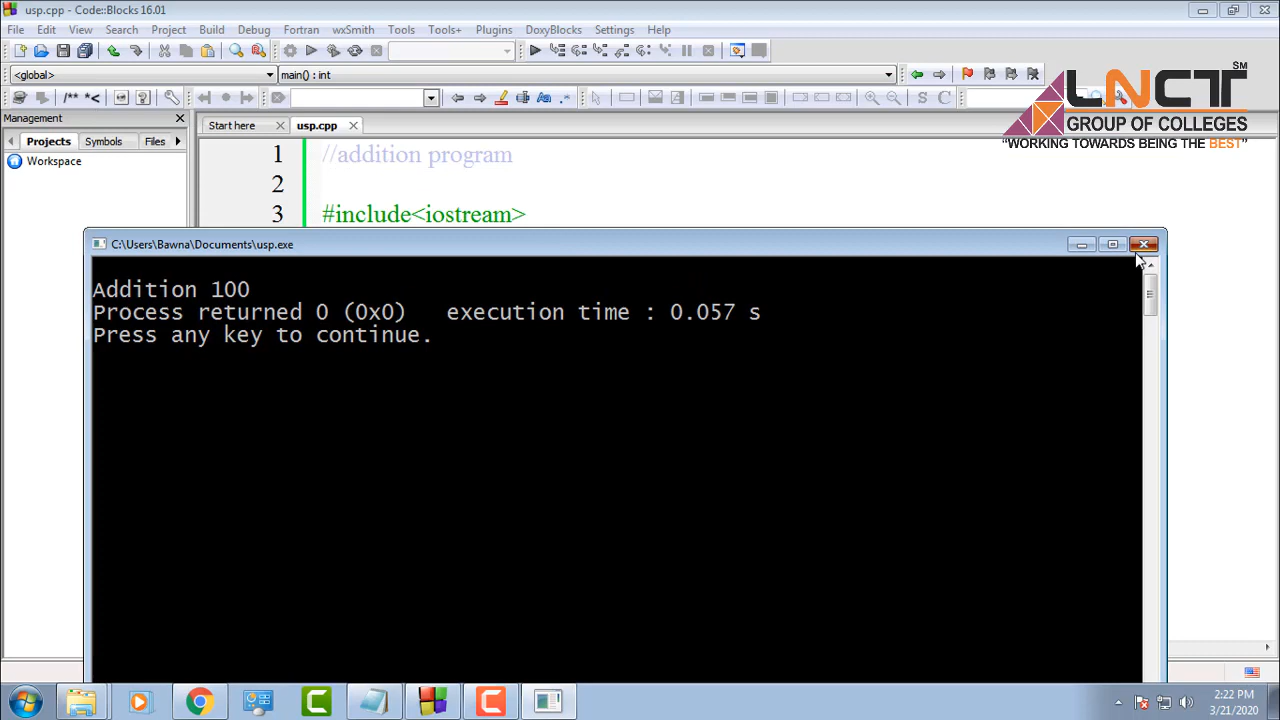 usp.cpp - Code::Blocks 16.01
File Edit View Search Project Build Debug Fortran wxSmith Tools Tools+ Plugins DoxyBlocks Settings Help
<global> main() : int
/** *<
SM
LNCT
GROUP OF COLLEGES
"WORKING TOWARDS BEING THE BEST"
Management
Start here usp.cpp
Projects Symbols Files
Workspace
1 //addition program
2
3 #include<iostream>
C:\Users\Bawna\Documents\usp.exe
Addition 100
Process returned 0 (0x0) execution time : 0.057 s
Press any key to continue.
2:22 PM
3/21/2020